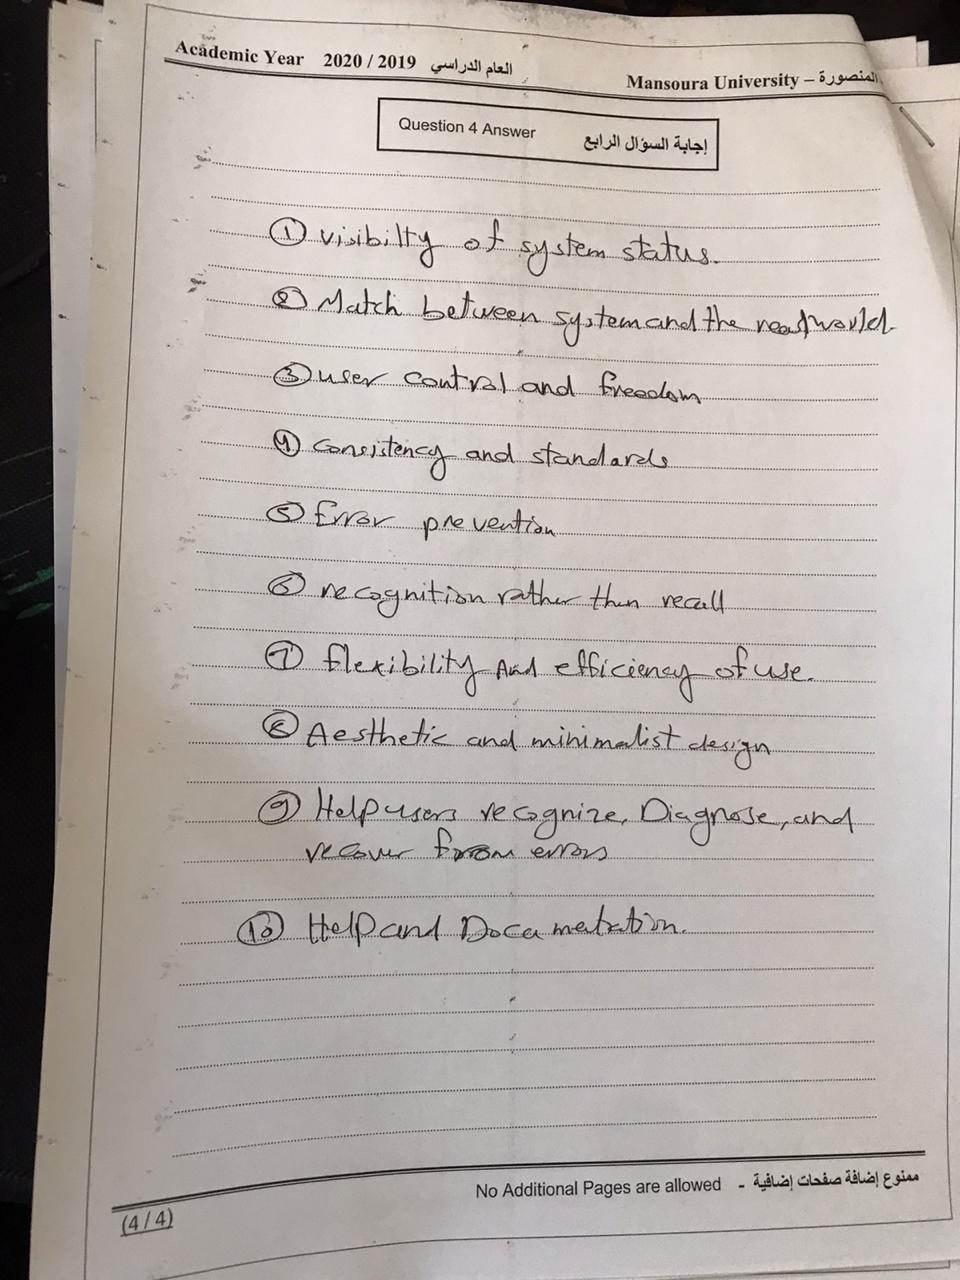 Academic Year 2020 / 2019 العام الدراسي
Mansoura University – المنصورة
Question 4 Answer إجابة السؤال الرابع
① visibilty of system status.
② Match between system and the real world.
③ user control and freedom
④ consistency and standards
⑤ Error prevention
⑥ recognition rather then recall
⑦ flexibility And efficiency of use.
⑧ Aesthetic and minimalist design
⑨ Help users recognize, Diagnose, and
recover from errors
⑩ Help and Documentation.
No Additional Pages are allowed - ممنوع إضافة صفحات إضافية
(4 / 4)